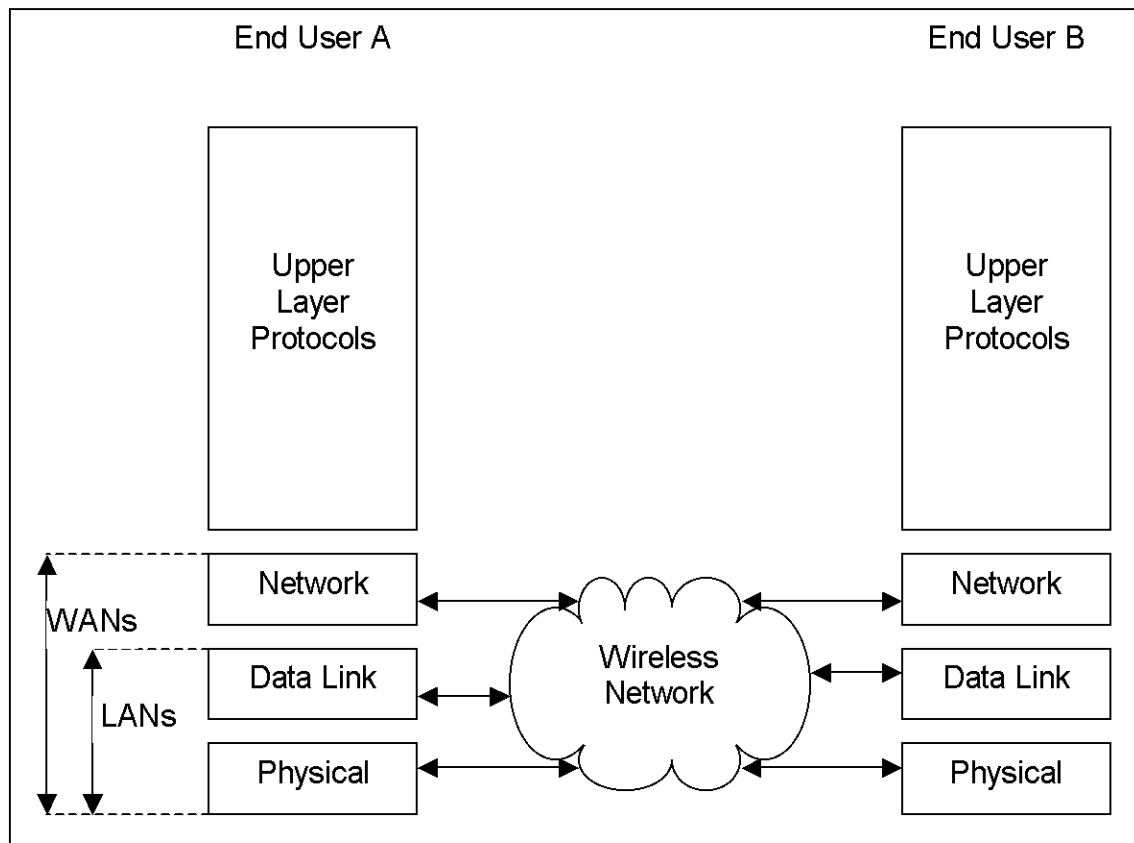 End User A
End User B
Upper
Layer
Protocols
Upper
Layer
Protocols
Network
Network
WANs
Wireless
Network
Data Link
Data Link
LANs
Physical
Physical